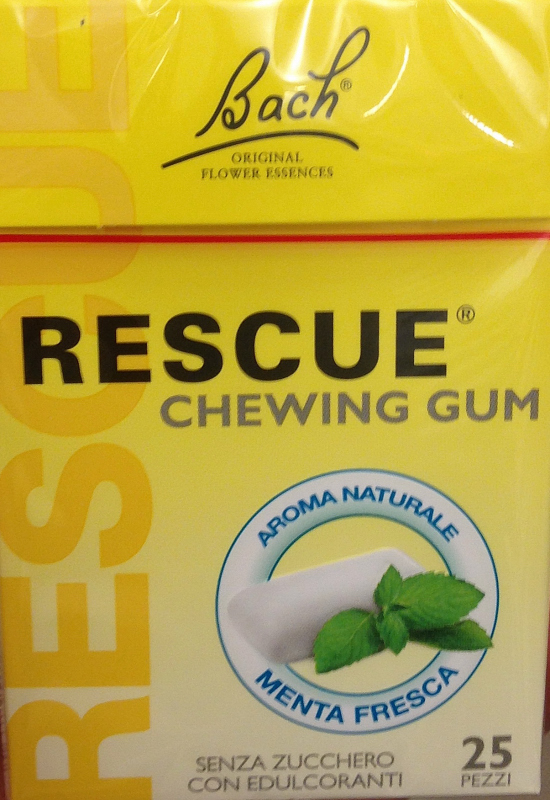 Bach®
ORIGINAL
FLOWER ESSENCES
RESCUE
RESCUE®
CHEWING GUM
AROMA NATURALE
MENTA FRESCA
SENZA ZUCCHERO
CON EDULCORANTI
25
PEZZI